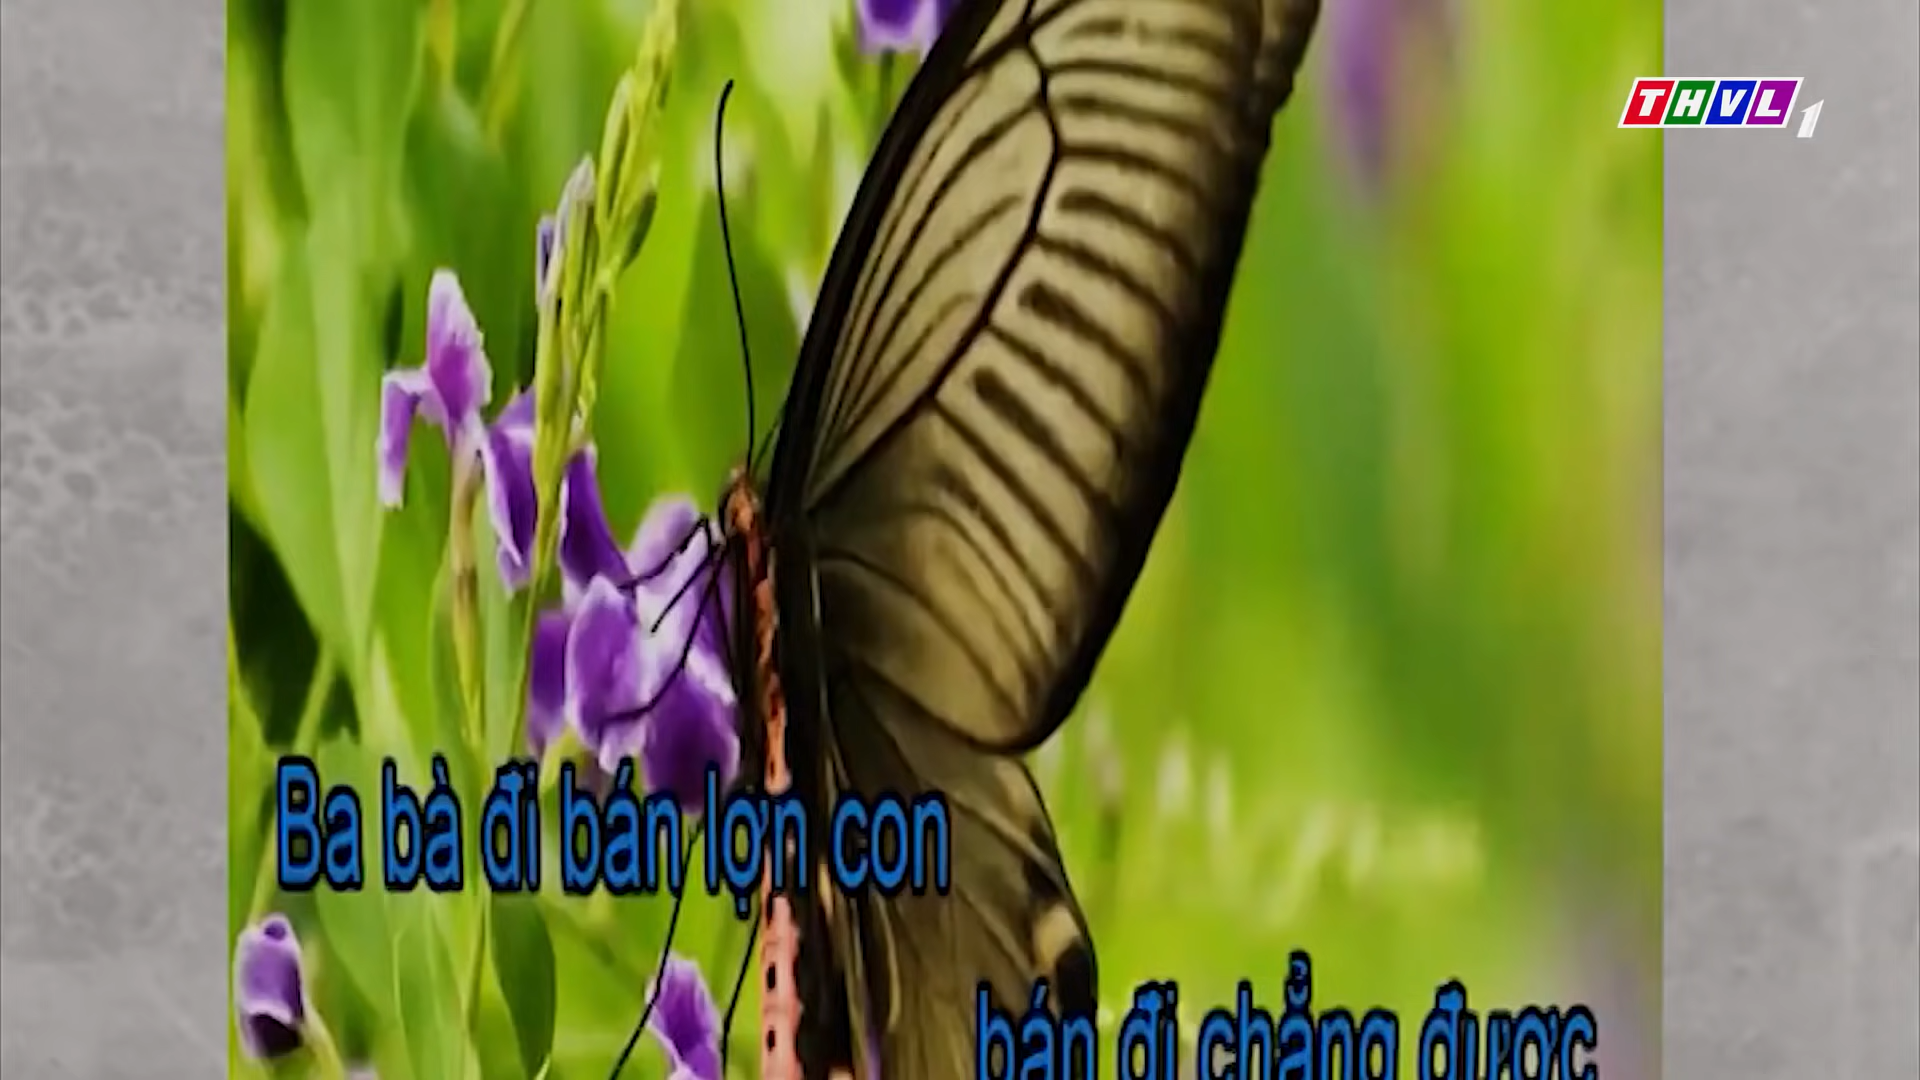 THVL1
Ba bà đi bán lợn con
bán đi chẳng được